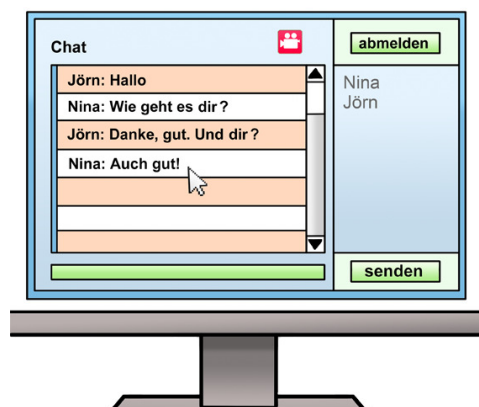 Chat
abmelden
Jörn: Hallo
Nina: Wie geht es dir?
Jörn: Danke, gut. Und dir?
Nina: Auch gut!
Nina
Jörn
senden